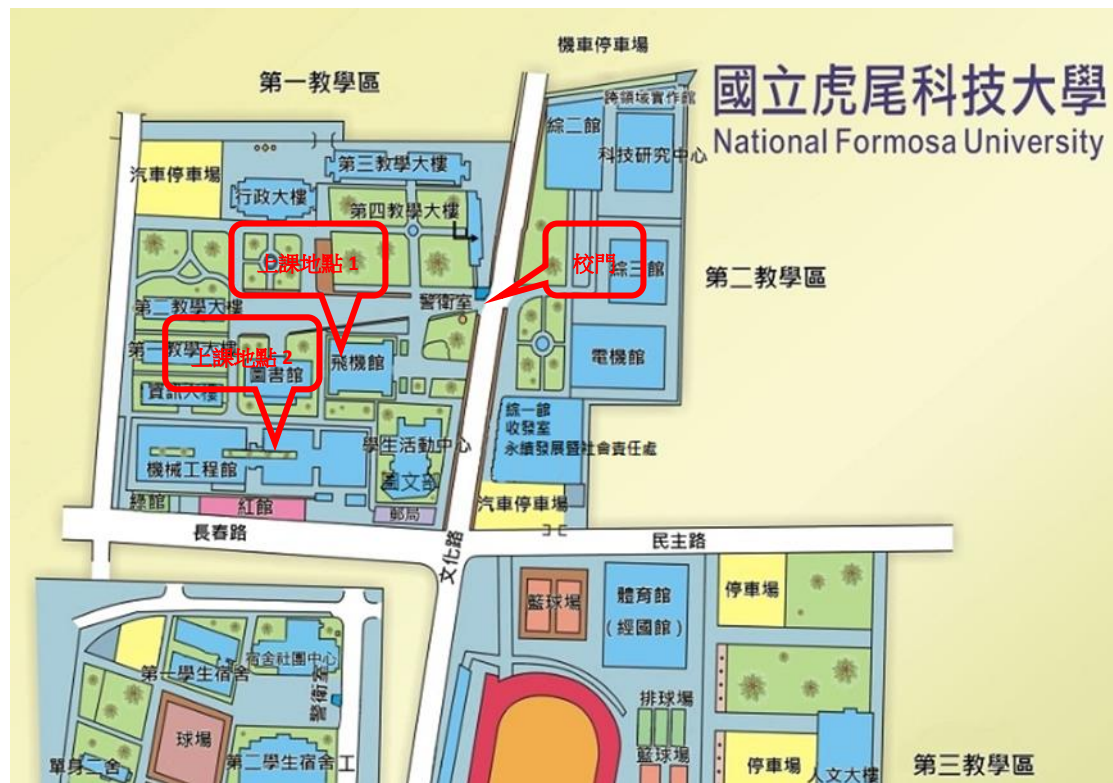 機車停車場
第一教學區
國立虎尾科技大學
National Formosa University
跨領域實作館
綜二館
科技研究中心
第三教學大樓
汽車停車場
行政大樓
第四教學大樓
上課地點 1
校門
綜三館
第二教學區
警衛室
第二教學大樓
第一教學大樓
上課地點 2
圖書館
飛機館
電機館
資訊大樓
綜一館
收發室
永續發展暨社會責任處
學生活動中心
機械工程館
圖文部
綠館
紅館
郵局
汽車停車場
長春路
文化路
民主路
籃球場
體育館
(經國館)
停車場
第一學生宿舍
宿舍社團中心
警衛室
排球場
球場
籃球場
單身二舍
第二學生宿舍
工
停車場
人文大樓
第三教學區